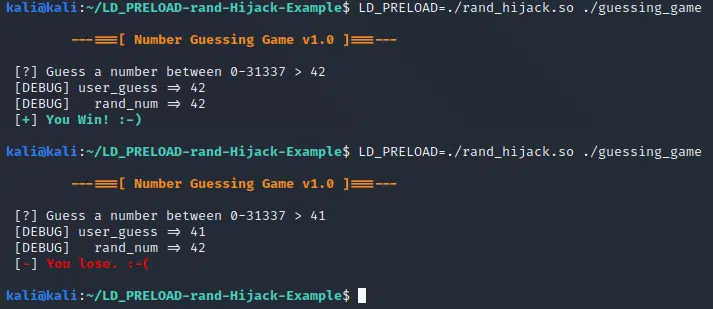 kali@kali:~/LD_PRELOAD-rand-Hijack-Example$ LD_PRELOAD=./rand_hijack.so ./guessing_game
---===[ Number Guessing Game v1.0 ]===---
[?] Guess a number between 0-31337 > 42
[DEBUG] user_guess => 42
[DEBUG]   rand_num => 42
[+] You Win! :-)
kali@kali:~/LD_PRELOAD-rand-Hijack-Example$ LD_PRELOAD=./rand_hijack.so ./guessing_game
---===[ Number Guessing Game v1.0 ]===---
[?] Guess a number between 0-31337 > 41
[DEBUG] user_guess => 41
[DEBUG]   rand_num => 42
[-] You lose. :-(
kali@kali:~/LD_PRELOAD-rand-Hijack-Example$